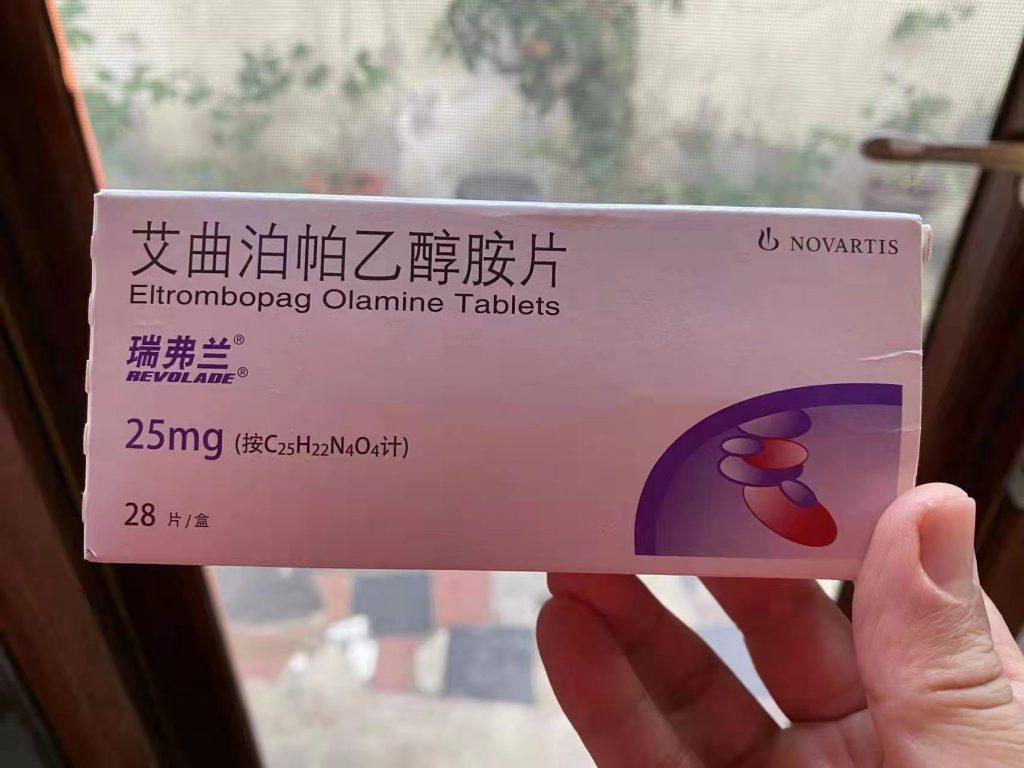 艾曲泊帕乙醇胺片
Eltrombopag Olamine Tablets
NOVARTIS
瑞弗兰®
REVOLADE®
25mg (按C₂₅H₂₂N₄O₄计)
28 片/盒